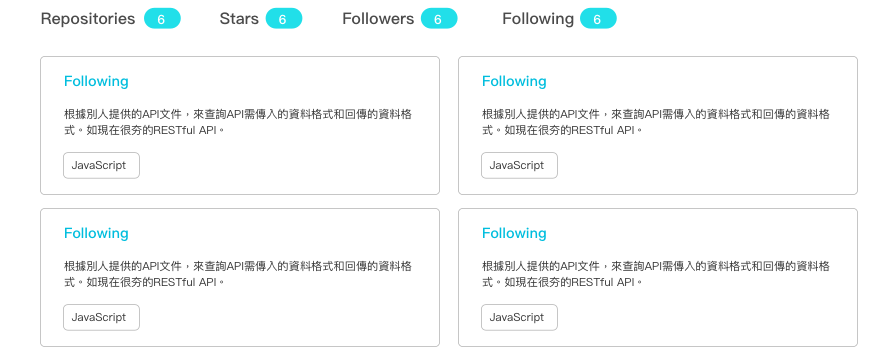 Repositories 6 Stars 6 Followers 6 Following 6
Following
根據別人提供的API文件，來查詢API需傳入的資料格式和回傳的資料格
式。如現在很夯的RESTful API。
JavaScript
Following
根據別人提供的API文件，來查詢API需傳入的資料格式和回傳的資料格
式。如現在很夯的RESTful API。
JavaScript
Following
根據別人提供的API文件，來查詢API需傳入的資料格式和回傳的資料格
式。如現在很夯的RESTful API。
JavaScript
Following
根據別人提供的API文件，來查詢API需傳入的資料格式和回傳的資料格
式。如現在很夯的RESTful API。
JavaScript